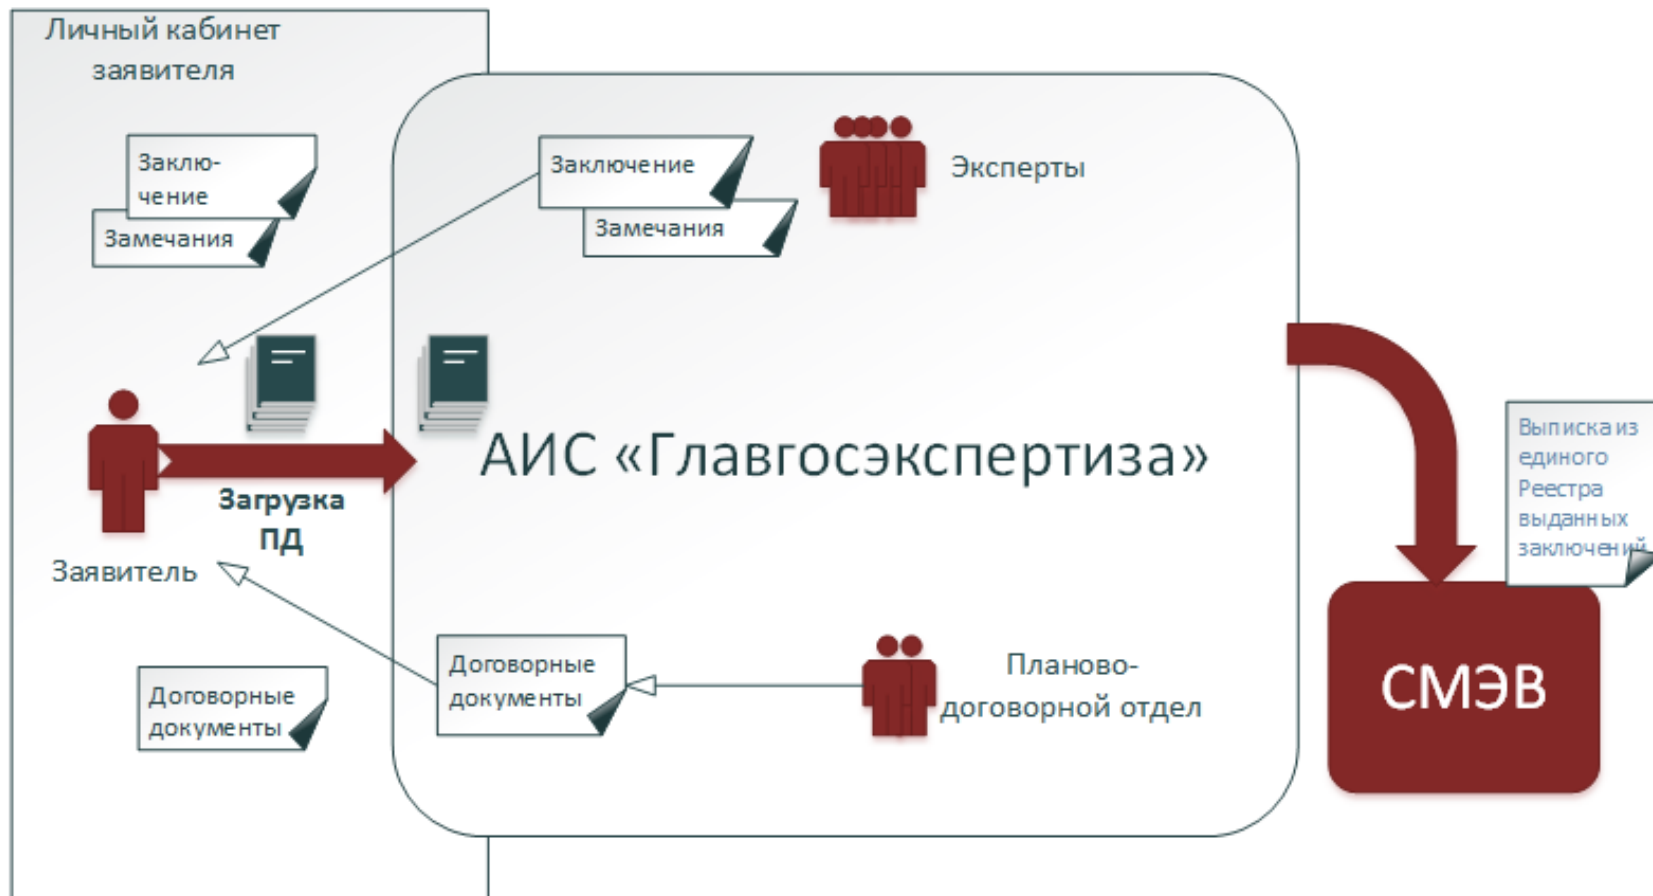 Личный кабинет
заявителя
Заклю-
чение
Замечания
Заключение
Замечания
Эксперты
АИС «Главгосэкспертиза»
Загрузка
ПД
Заявитель
Договорные
документы
Договорные
документы
Планово-
договорной отдел
Выписка из
единого
Реестра
выданных
заключений
СМЭВ